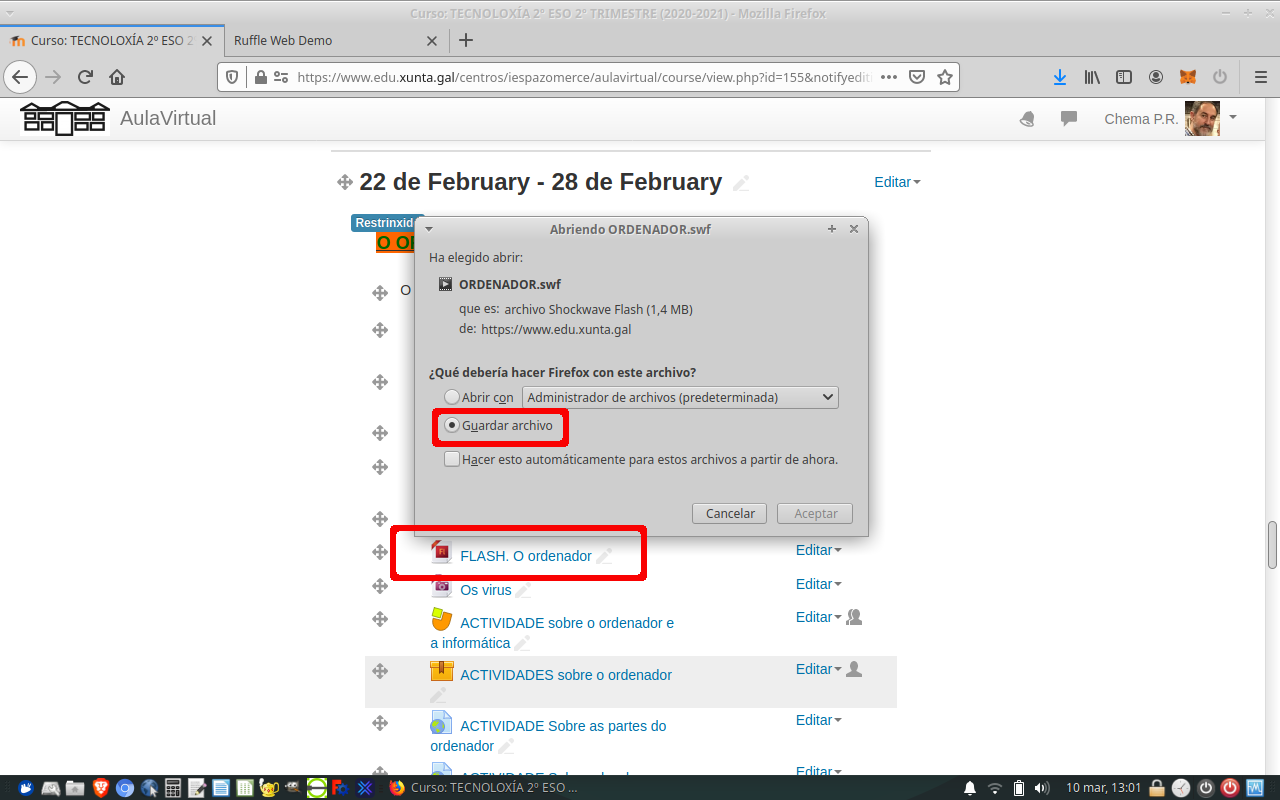 Curso: TECNOLOXÍA 2º ESO 2º TRIMESTRE (2020-2021) - Mozilla Firefox
Curso: TECNOLOXÍA 2º ESO 2
Ruffle Web Demo
https://www.edu.xunta.gal/centros/iespazomerce/aulavirtual/course/view.php?id=155&notifyedit
AulaVirtual
Chema P.R.
22 de February - 28 de February
Editar
Restrinxid
O
O
Abriendo ORDENADOR.swf
Ha elegido abrir:
ORDENADOR.swf
que es: archivo Shockwave Flash (1,4 MB)
de: https://www.edu.xunta.gal
¿Qué debería hacer Firefox con este archivo?
Abrir con
Administrador de archivos (predeterminada)
Guardar archivo
Hacer esto automáticamente para estos archivos a partir de ahora.
Cancelar
Aceptar
FLASH. O ordenador
Editar
Os virus
Editar
ACTIVIDADE sobre o ordenador e
a informática
Editar
ACTIVIDADES sobre o ordenador
Editar
ACTIVIDADE Sobre as partes do
ordenador
Editar
Editar
Curso: TECNOLOXÍA 2º ESO ...
10 mar, 13:01